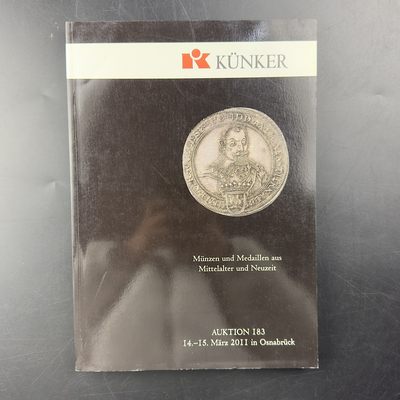 KÜNKER
Münzen und Medaillen aus
Mittelalter und Neuzeit
AUKTION 183
14.–15. März 2011 in Osnabrück